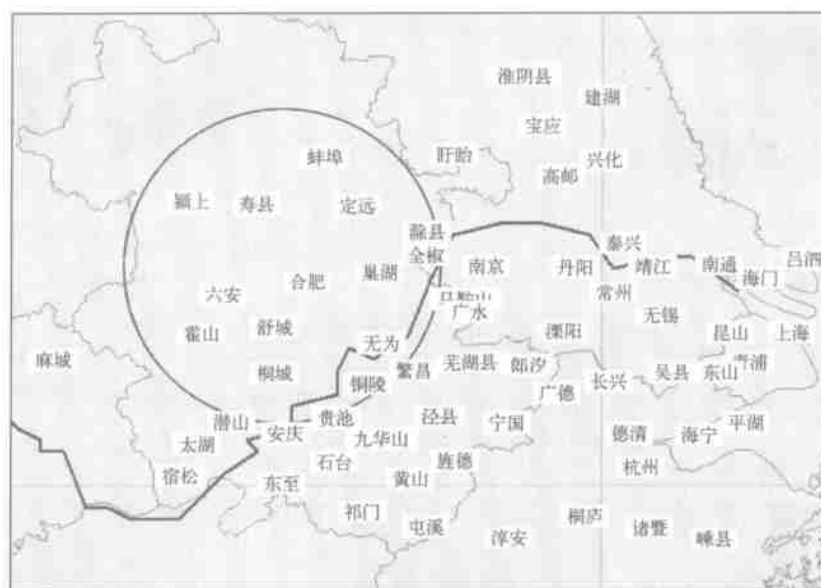 淮阴县
建湖
宝应
蚌埠
盱眙
兴化
高邮
颍上
寿县
定远
滁县
全椒
泰兴
南京
丹阳
靖江
南通
海门
吕泗
巢湖
合肥
六安
马鞍山
广水
常州
无锡
霍山
舒城
无为
溧阳
昆山
上海
麻城
桐城
铜陵
繁昌
芜湖县
郎汐
广德
长兴
吴县
东山
青浦
潜山
安庆
贵池
九华山
泾县
宁国
德清
海宁
平湖
太湖
宿松
石台
旌德
杭州
东至
黄山
祁门
屯溪
淳安
桐庐
诸暨
嵊县